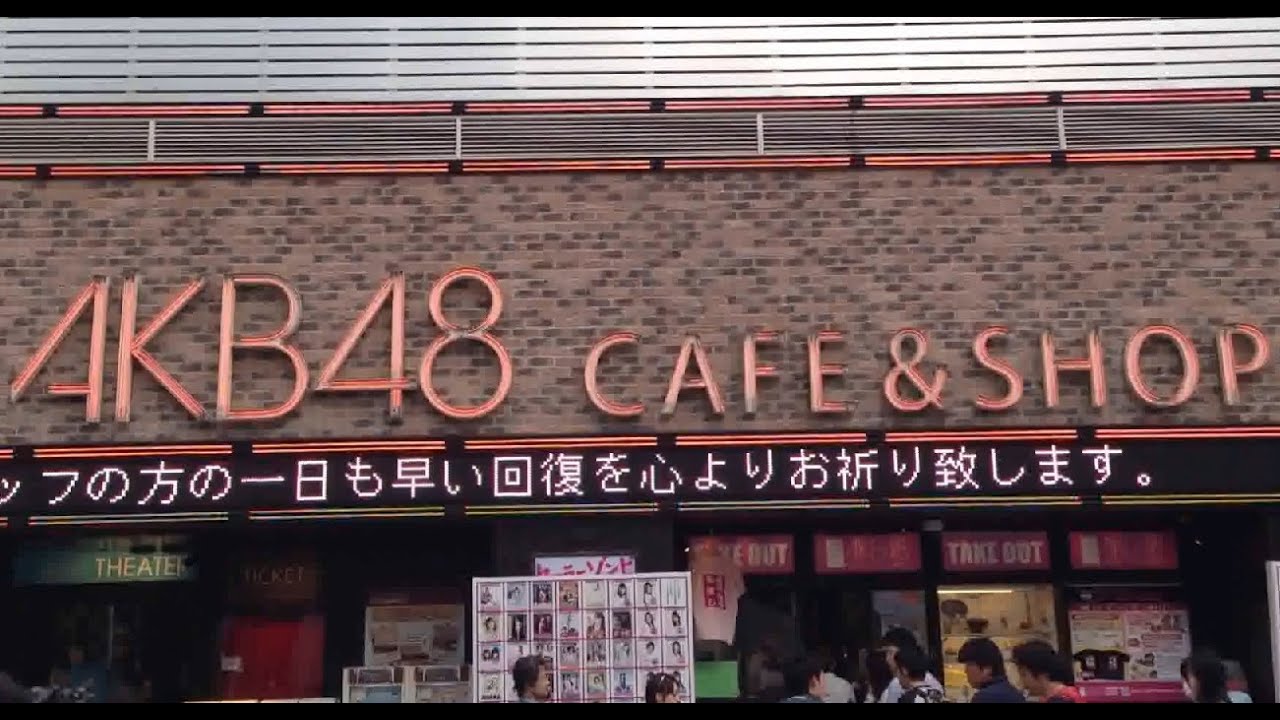 AKB48 CAFE & SHOP
ッフの方の一日も早い回復を心よりお祈り致します。
THEATER
TICKET
TAKE OUT
TAKE OUT